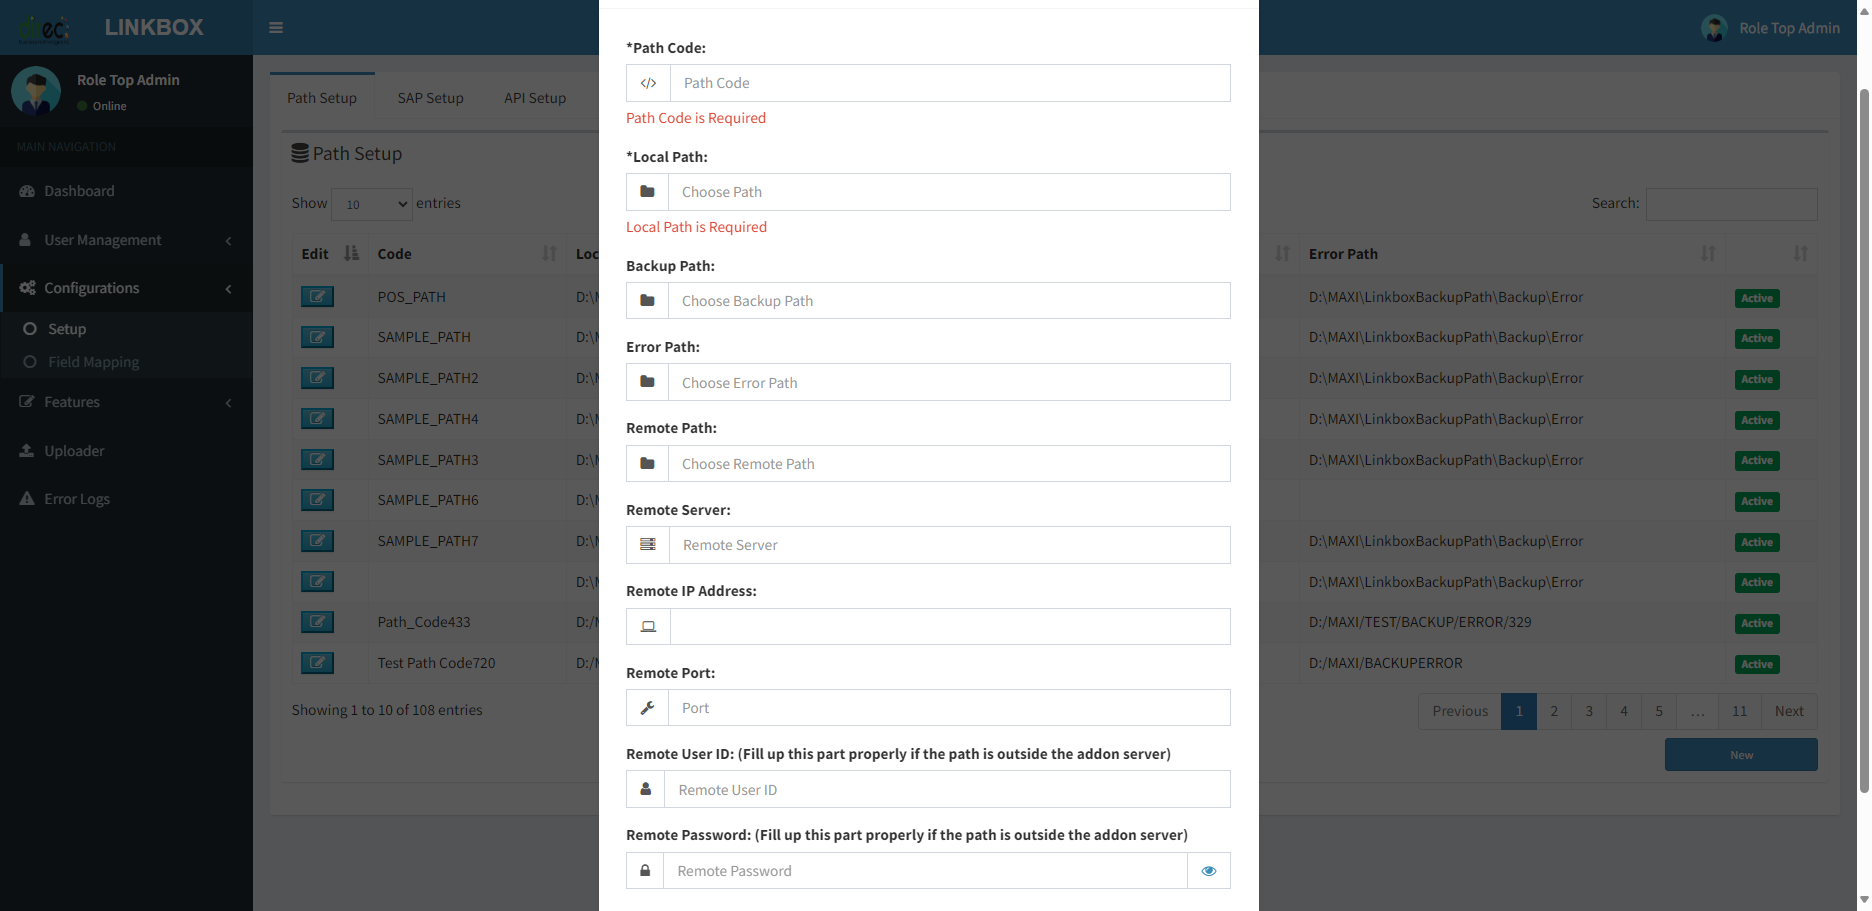 LINKBOX
Role Top Admin
Role Top Admin
Online
MAIN NAVIGATION
Dashboard
User Management
Configurations
Setup
Field Mapping
Features
Uploader
Error Logs
Path Setup
SAP Setup
API Setup
Path Setup
Show 10 entries
Search:
Edit
Code
Loc
Error Path
POS_PATH
D:\M
D:\MAXI\LinkboxBackupPath\Backup\Error
Active
SAMPLE_PATH
D:\M
D:\MAXI\LinkboxBackupPath\Backup\Error
Active
SAMPLE_PATH2
D:\M
D:\MAXI\LinkboxBackupPath\Backup\Error
Active
SAMPLE_PATH4
D:\M
D:\MAXI\LinkboxBackupPath\Backup\Error
Active
SAMPLE_PATH3
D:\M
D:\MAXI\LinkboxBackupPath\Backup\Error
Active
SAMPLE_PATH6
D:\M
Active
SAMPLE_PATH7
D:\M
D:\MAXI\LinkboxBackupPath\Backup\Error
Active
D:\M
D:\MAXI\LinkboxBackupPath\Backup\Error
Active
Path_Code433
D:/M
D:/MAXI/TEST/BACKUP/ERROR/329
Active
Test Path Code720
D:/M
D:/MAXI/BACKUPERROR
Active
Showing 1 to 10 of 108 entries
Previous 1 2 3 4 5 … 11 Next
New
*Path Code:
Path Code
Path Code is Required
*Local Path:
Choose Path
Local Path is Required
Backup Path:
Choose Backup Path
Error Path:
Choose Error Path
Remote Path:
Choose Remote Path
Remote Server:
Remote Server
Remote IP Address:
Remote Port:
Port
Remote User ID: (Fill up this part properly if the path is outside the addon server)
Remote User ID
Remote Password: (Fill up this part properly if the path is outside the addon server)
Remote Password